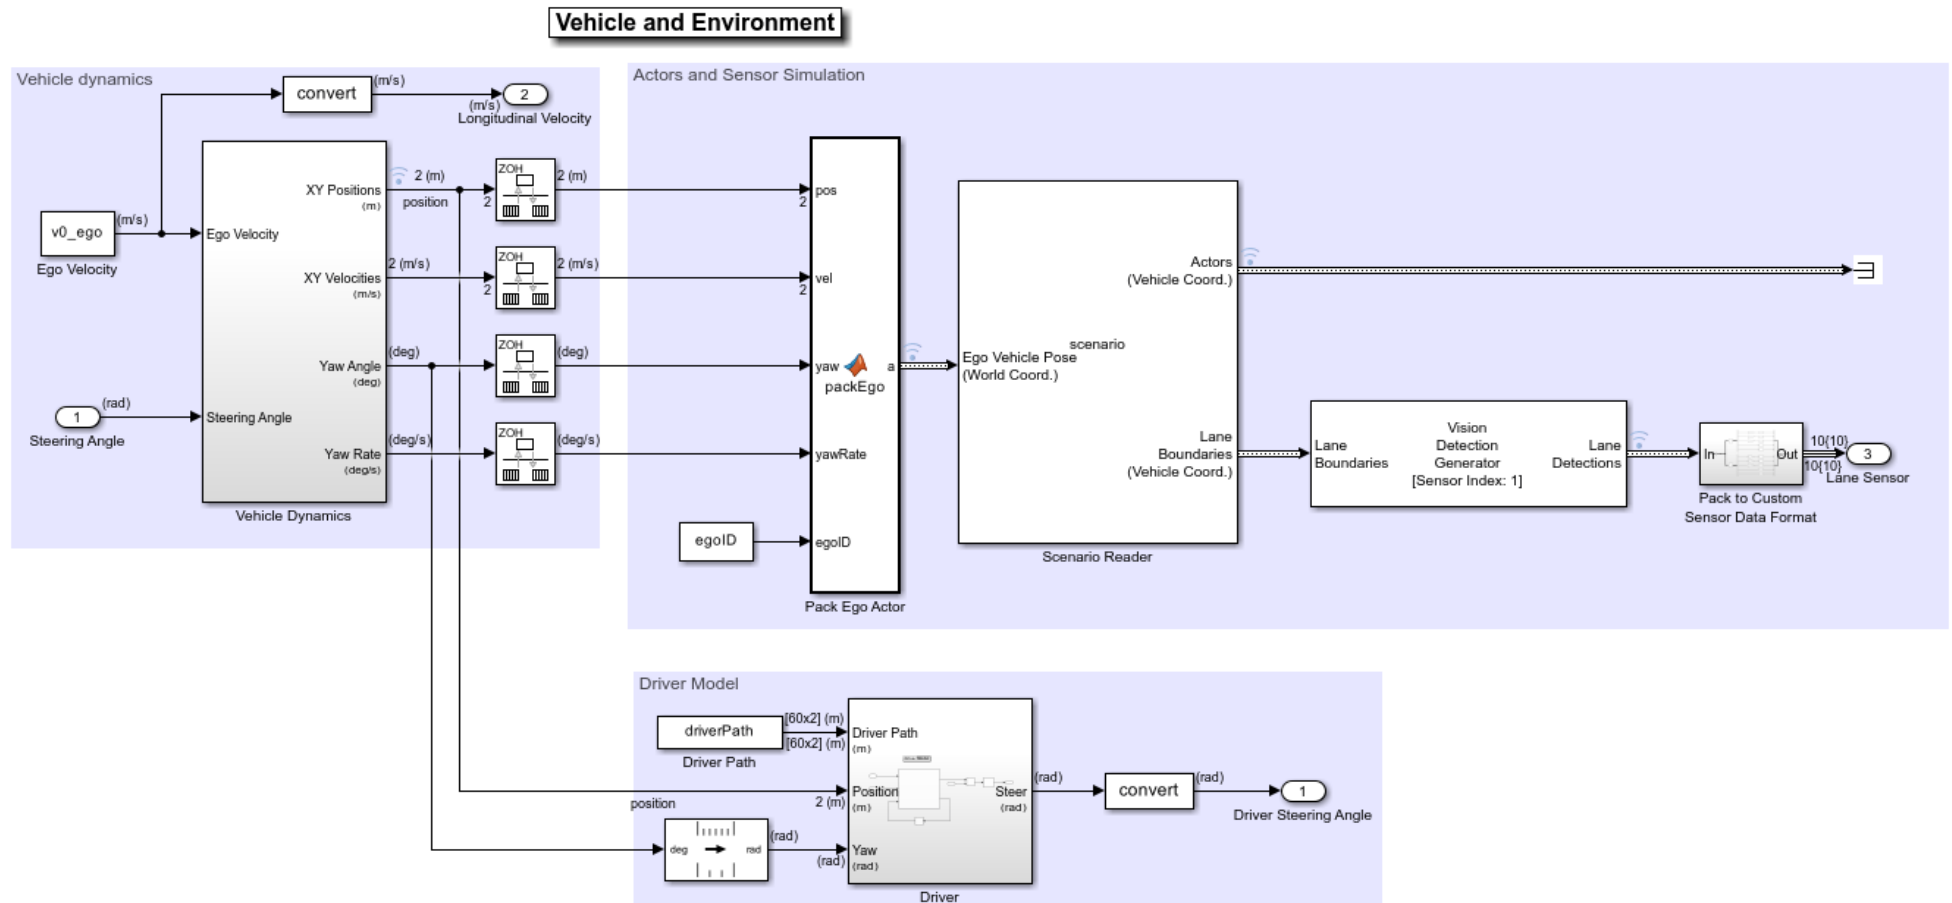 Vehicle and Environment
Vehicle dynamics
convert
(m/s)
(m/s)
2
Longitudinal Velocity
v0_ego
(m/s)
Ego Velocity
1
(rad)
Steering Angle
Ego Velocity
Steering Angle
XY Positions
(m)
XY Velocities
(m/s)
Yaw Angle
(deg)
Yaw Rate
(deg/s)
Vehicle Dynamics
2 (m)
position
2
ZOH
2 (m)
2 (m/s)
2
ZOH
2 (m/s)
(deg)
ZOH
(deg)
(deg/s)
ZOH
(deg/s)
Actors and Sensor Simulation
egoID
2
pos
2
vel
yaw
yawRate
egoID
packEgo
a
Pack Ego Actor
Ego Vehicle Pose
(World Coord.)
scenario
Actors
(Vehicle Coord.)
Lane
Boundaries
(Vehicle Coord.)
Scenario Reader
Lane
Boundaries
Vision
Detection
Generator
[Sensor Index: 1]
Lane
Detections
In
Out
Pack to Custom
Sensor Data Format
10{10}
10{10}
3
Lane Sensor
Driver Model
driverPath
Driver Path
[60x2] (m)
[60x2] (m)
position
2 (m)
deg
rad
(rad)
(rad)
Driver Path
(m)
Position
(m)
Yaw
(rad)
Steer
(rad)
Driver
(rad)
convert
(rad)
1
Driver Steering Angle